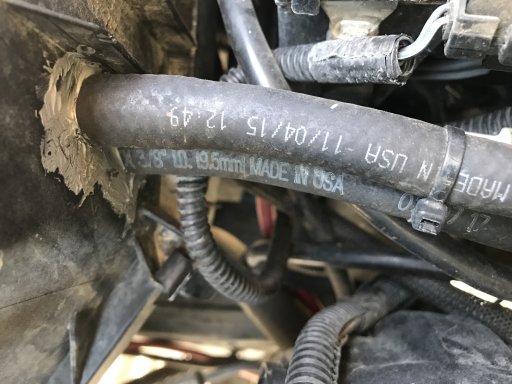 MADE IN USA -11/04/15 12:49
3/8" ID. (9.5mm) MADE IN USA